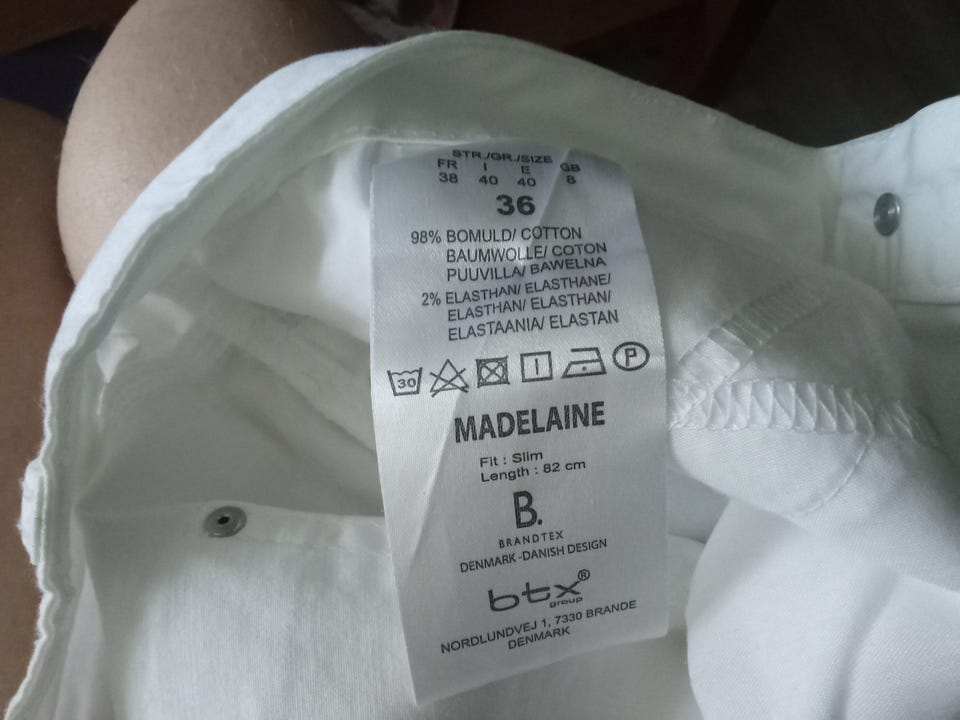 STR./GR./SIZE
FR I E GB
38 40 40 8
36
98% BOMULD/ COTTON
BAUMWOLLE/ COTON
PUUVILLA/ BAWELNA
2% ELASTHAN/ ELASTHANE/
ELASTHAN/ ELASTHAN/
ELASTAANIA/ ELASTAN
30 P
MADELAINE
Fit : Slim
Length : 82 cm
B.
BRANDTEX
DENMARK -DANISH DESIGN
btx®
group
NORDLUNDVEJ 1, 7330 BRANDE
DENMARK